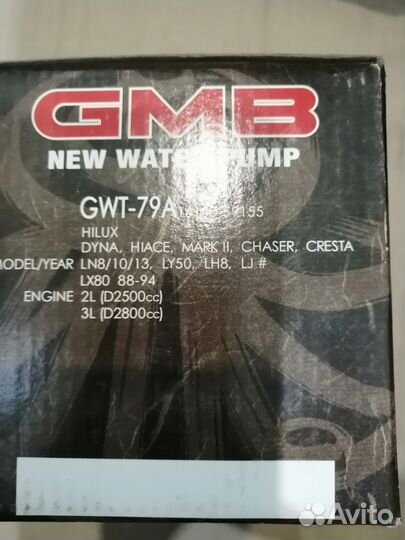 GMB
NEW WATER PUMP
GWT-79A
HILUX
DYNA, HIACE, MARK II, CHASER, CRESTA
MODEL/YEAR LN8/10/13, LY50, LH8, LJ #
LX80 88-94
ENGINE 2L (D2500cc)
3L (D2800cc)
Avito